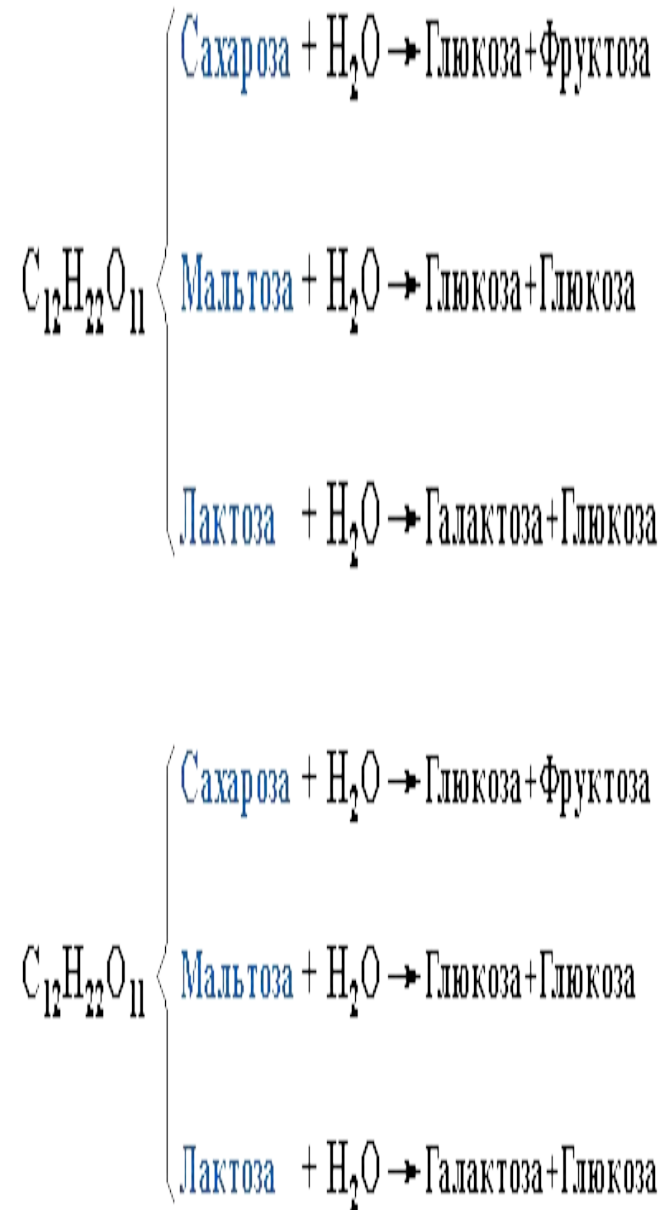 Сахароза + H₂O → Глюкоза+Фруктоза
C₁₂H₂₂O₁₁ Мальтоза + H₂O → Глюкоза+Глюкоза
Лактоза + H₂O → Галактоза+Глюкоза
Сахароза + H₂O → Глюкоза+Фруктоза
C₁₂H₂₂O₁₁ Мальтоза + H₂O → Глюкоза+Глюкоза
Лактоза + H₂O → Галактоза+Глюкоза